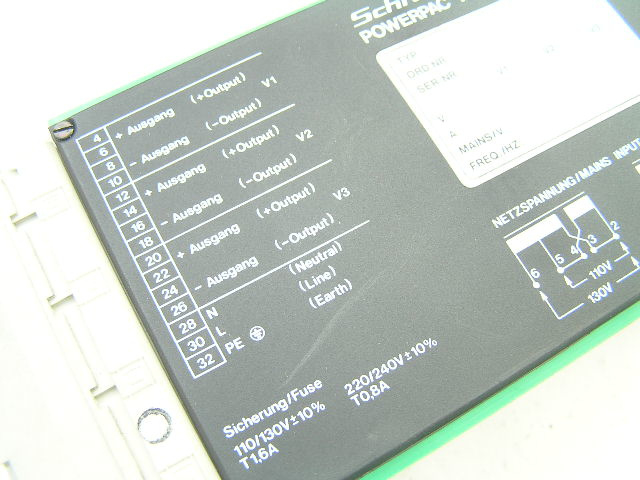 POWERPAC
TYP
ORD.NR.
SER.NR.
V1 V2 V3
V
A
MAINS/V
FREQ./HZ
4 + Ausgang (+Output) V1
6
8 - Ausgang (-Output)
10
12 + Ausgang (+Output) V2
14
16 - Ausgang (-Output)
18
20 + Ausgang (+Output) V3
22
24 - Ausgang (-Output)
26
28 N (Neutral)
30 L (Line)
32 PE (Earth)
Sicherung/Fuse
110/130V±10% 220/240V±10%
T1,6A T0,8A
NETZSPANNUNG/MAINS INPUT
6 5 4 3 2
110V
130V